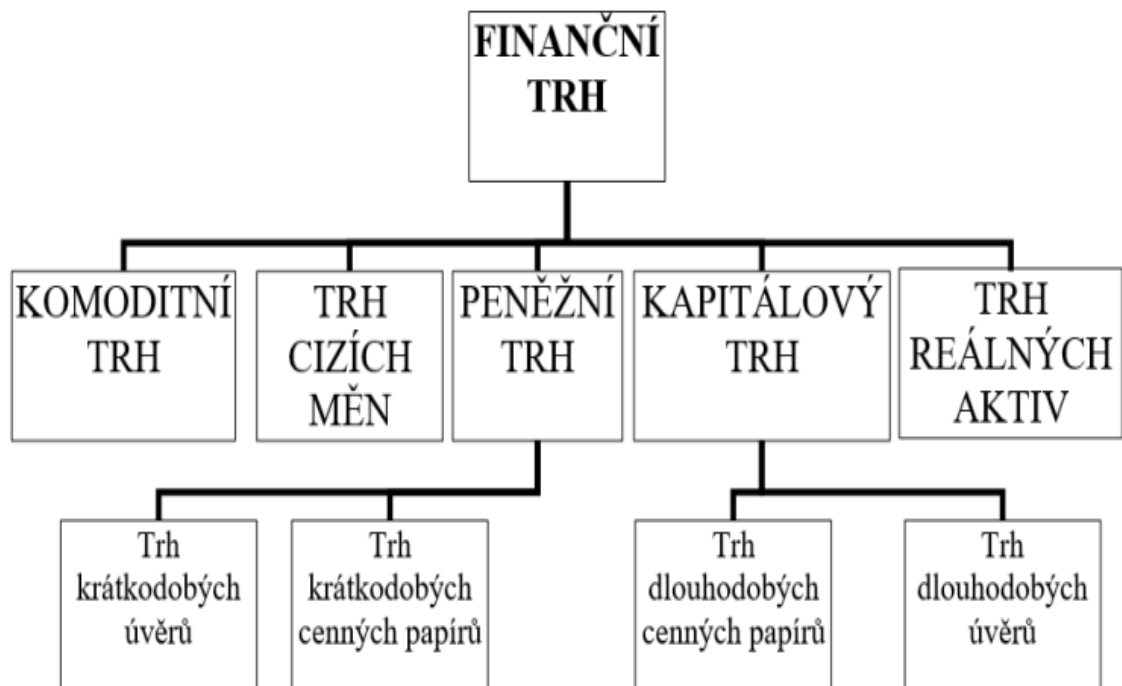 FINANČNÍ
TRH
KOMODITNÍ
TRH
TRH
CIZÍCH
MĚN
PENĚŽNÍ
TRH
KAPITÁLOVÝ
TRH
TRH
REÁLNÝCH
AKTIV
Trh
krátkodobých
úvěrů
Trh
krátkodobých
cenných papírů
Trh
dlouhodobých
cenných papírů
Trh
dlouhodobých
úvěrů